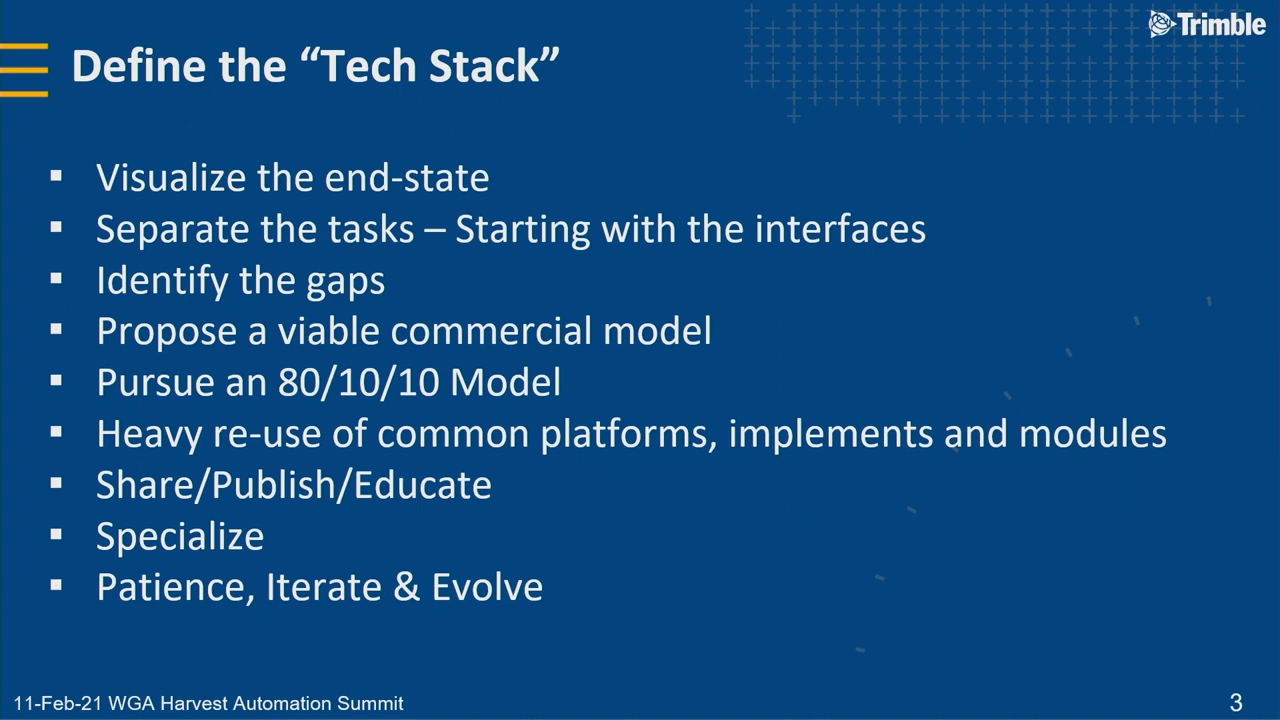 Trimble
Define the “Tech Stack”
▪ Visualize the end-state
▪ Separate the tasks – Starting with the interfaces
▪ Identify the gaps
▪ Propose a viable commercial model
▪ Pursue an 80/10/10 Model
▪ Heavy re-use of common platforms, implements and modules
▪ Share/Publish/Educate
▪ Specialize
▪ Patience, Iterate & Evolve
11-Feb-21 WGA Harvest Automation Summit
3